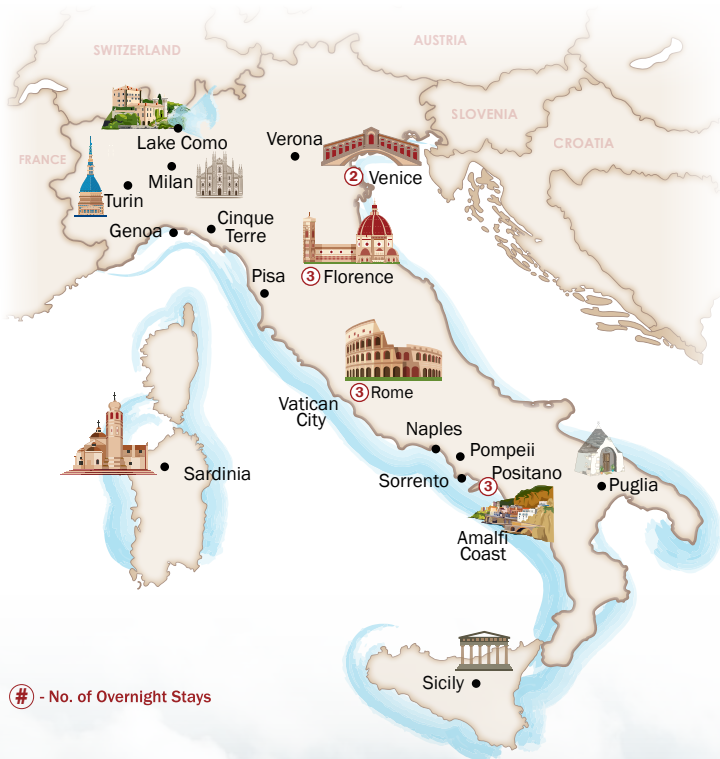 AUSTRIA
SWITZERLAND
SLOVENIA
CROATIA
FRANCE
Lake Como
Verona
Milan
② Venice
Turin
Cinque
Terre
Genoa
Pisa
③ Florence
③ Rome
Vatican
City
Naples
Pompeii
Positano
③
Sorrento
Sardinia
Puglia
Amalfi
Coast
Sicily
# - No. of Overnight Stays